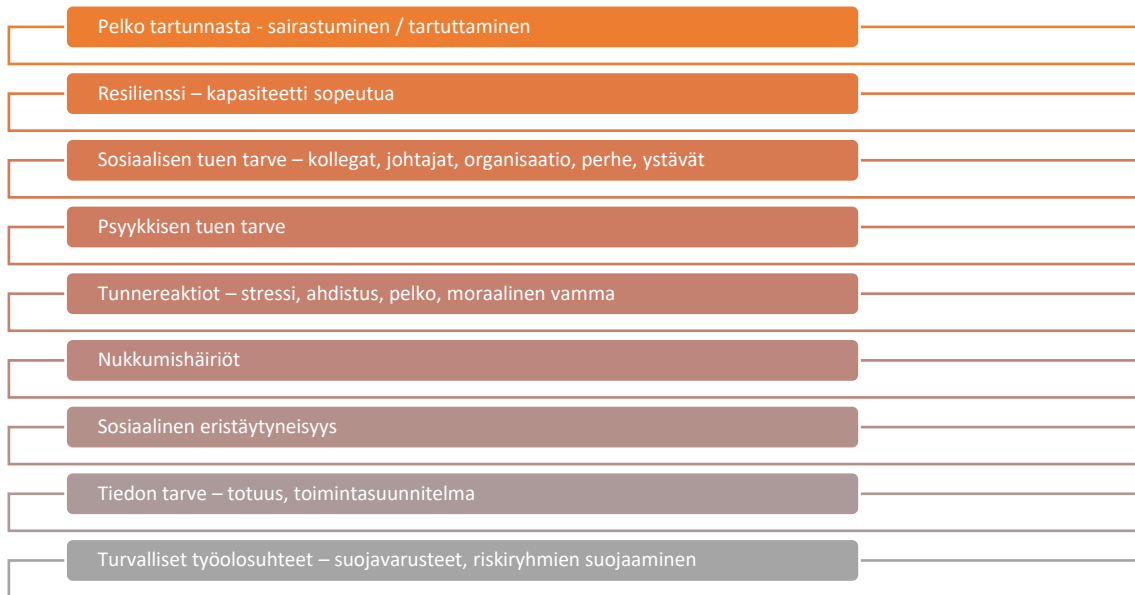 Pelko tartunnasta - sairastuminen / tartuttaminen
Resilienssi – kapasiteetti sopeutua
Sosiaalisen tuen tarve – kollegat, johtajat, organisaatio, perhe, ystävät
Psyykkisen tuen tarve
Tunnereaktiot – stressi, ahdistus, pelko, moraalinen vamma
Nukkumishäiriöt
Sosiaalinen eristäytyneisyys
Tiedon tarve – totuus, toimintasuunnitelma
Turvalliset työolosuhteet – suojavarusteet, riskiryhmien suojaaminen